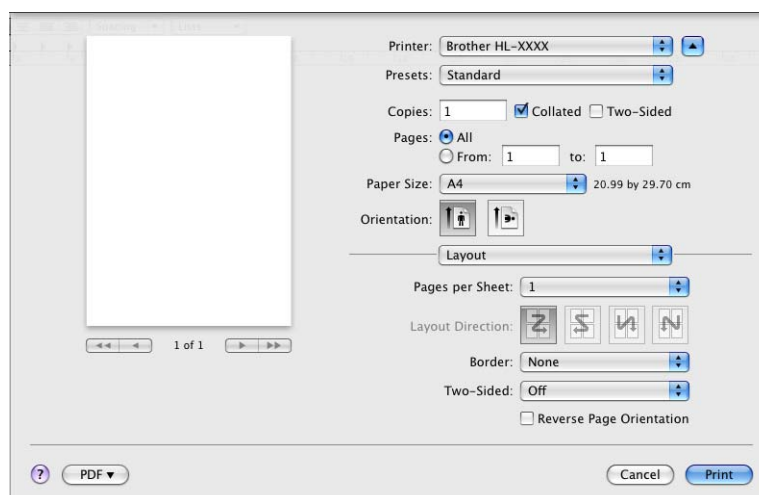 Printer: Brother HL-XXXX
Presets: Standard
Copies: 1 Collated Two-Sided
Pages: All
From: 1 to: 1
Paper Size: A4 20.99 by 29.70 cm
Orientation:
Layout
Pages per Sheet: 1
Layout Direction:
1 of 1
Border: None
Two-Sided: Off
Reverse Page Orientation
? PDF Cancel Print